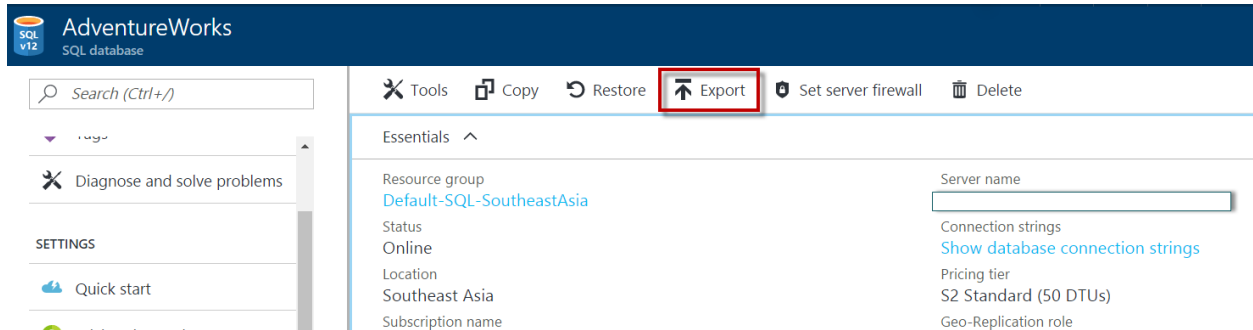 SQL
v12
AdventureWorks
SQL database
Search (Ctrl+/)
Tools Copy Restore Export Set server firewall Delete
Essentials
Diagnose and solve problems
SETTINGS
Quick start
Resource group
Default-SQL-SoutheastAsia
Status
Online
Location
Southeast Asia
Subscription name
Server name
Connection strings
Show database connection strings
Pricing tier
S2 Standard (50 DTUs)
Geo-Replication role